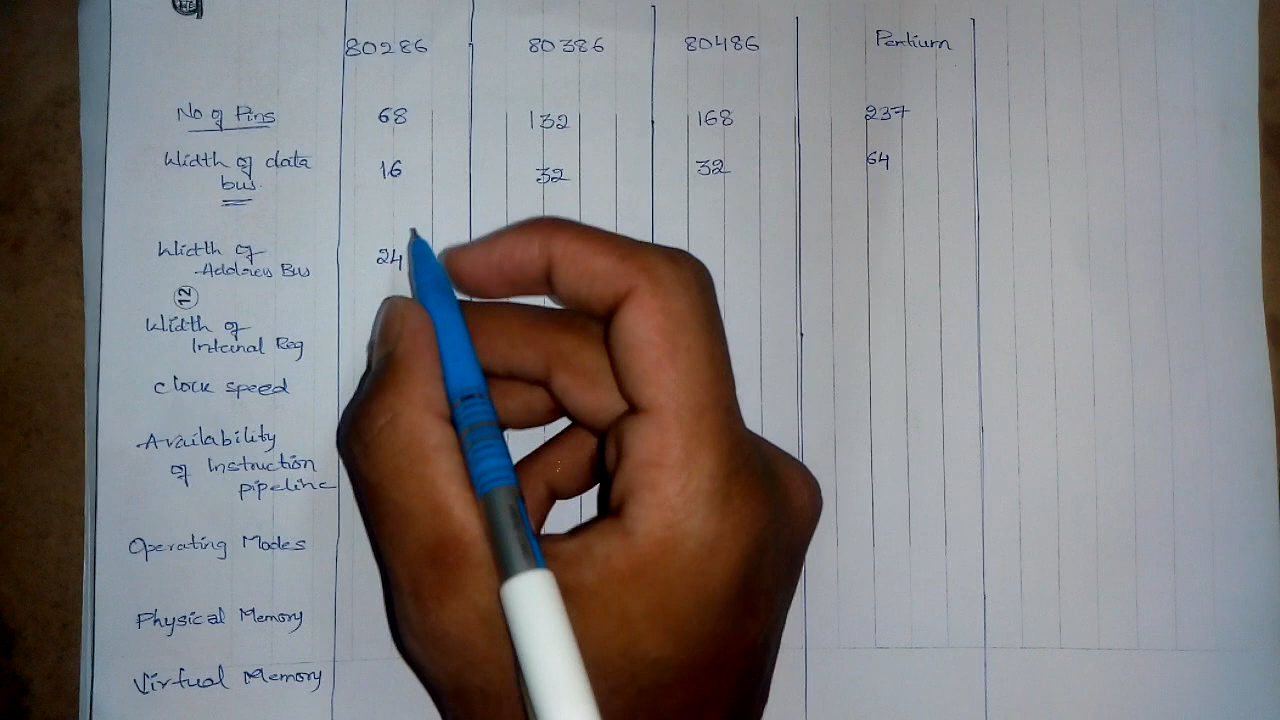 80286 80386 80486 Pentium
No of Pins 68 132 168 237
Width of data 16 32 32 64
bus.
Width of
Address Bus 24
12
Width of
Internal Reg
Clock speed
Availability
of Instruction
pipeline
Operating Modes
Physical Memory
Virtual Memory